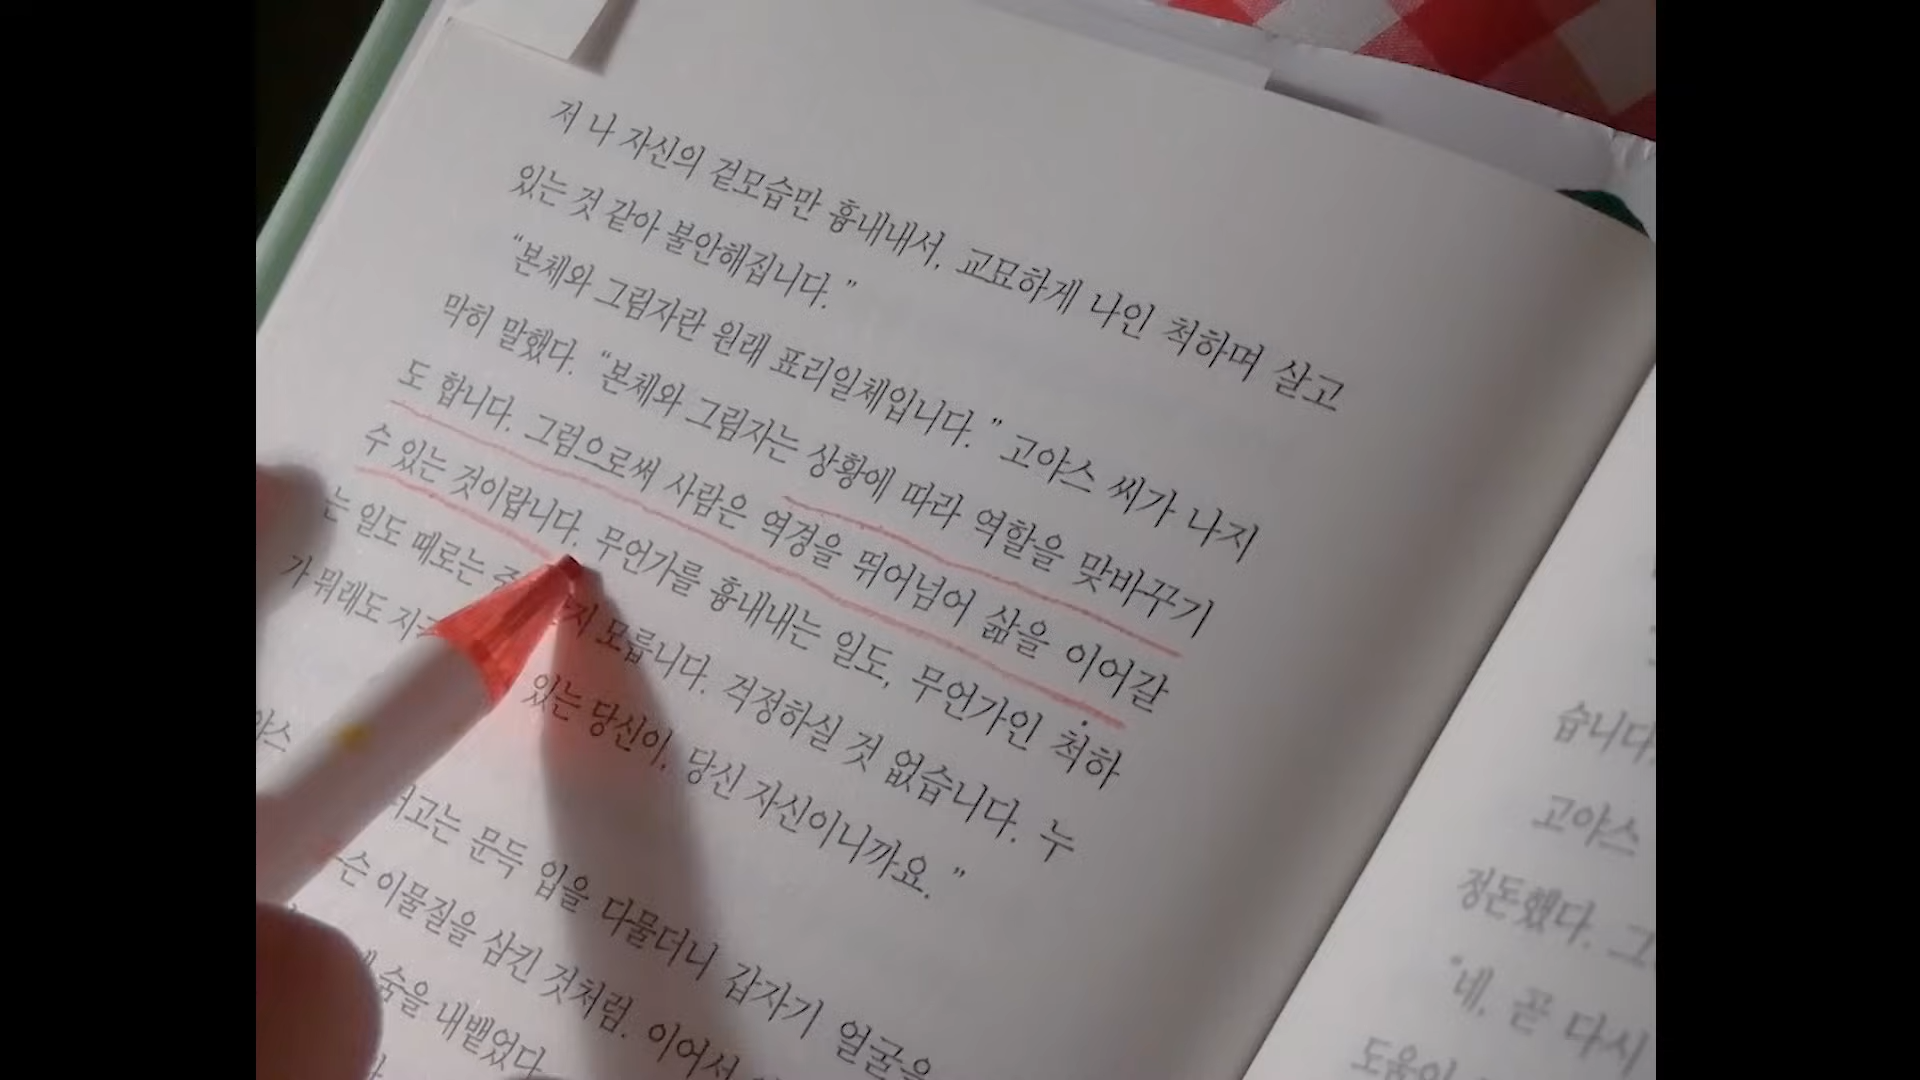 저 나 자신의 겉모습만 흉내내서, 교묘하게 나인 척하며 살고
있는 것 같아 불안해집니다.”
“본체와 그림자란 원래 표리일체입니다.” 고야스 씨가 나지
막히 말했다. “본체와 그림자는 상황에 따라 역할을 맞바꾸기
도 합니다. 그럼으로써 사람은 역경을 뛰어넘어 삶을 이어갈
수 있는 것이랍니다. 무언가를 흉내내는 일도, 무언가인 척하
는 일도 때로는 모릅니다. 걱정하실 것 없습니다. 누
가 뭐래도 있는 당신이, 당신 자신이니까요.”
야스
문득 입을 다물더니 갑자기 얼굴을
이물질을 삼킨 것처럼. 이어서
숨을 내뱉었다.
습니다.
고야스
정돈했다. 그
“네, 곧 다시
도움이